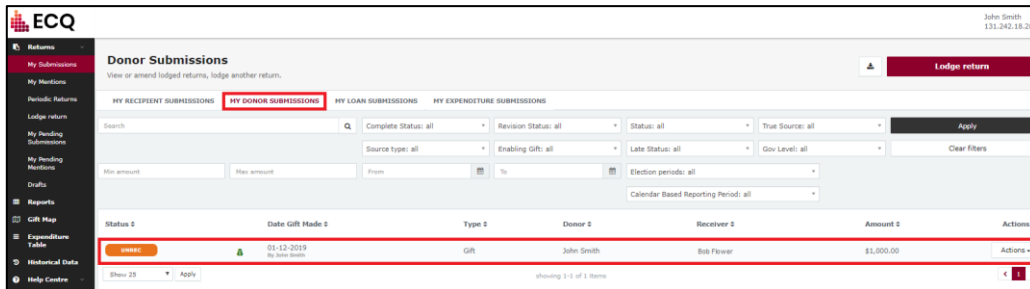 ECQ
John Smith
131.242.18.2
Returns
My Submissions
My Mentions
Periodic Returns
Lodge return
My Pending
Submissions
My Pending
Mentions
Drafts
Reports
Gift Map
Expenditure
Table
Historical Data
Help Centre
Donor Submissions
View or amend lodged returns, lodge another return.
Lodge return
MY RECIPIENT SUBMISSIONS MY DONOR SUBMISSIONS MY LOAN SUBMISSIONS MY EXPENDITURE SUBMISSIONS
Search Complete Status: all Revision Status: all Status: all True Source: all Apply
Source type: all Enabling Gift: all Late Status: all Gov Level: all Clear filters
Min amount Max amount From To Election periods: all
Calendar Based Reporting Period: all
Status Date Gift Made Type Donor Receiver Amount Actions
UNREC 01-12-2019 Gift John Smith Bob Flower $1,000.00 Actions
By John Smith
Show 25 Apply showing 1-1 of 1 items 1